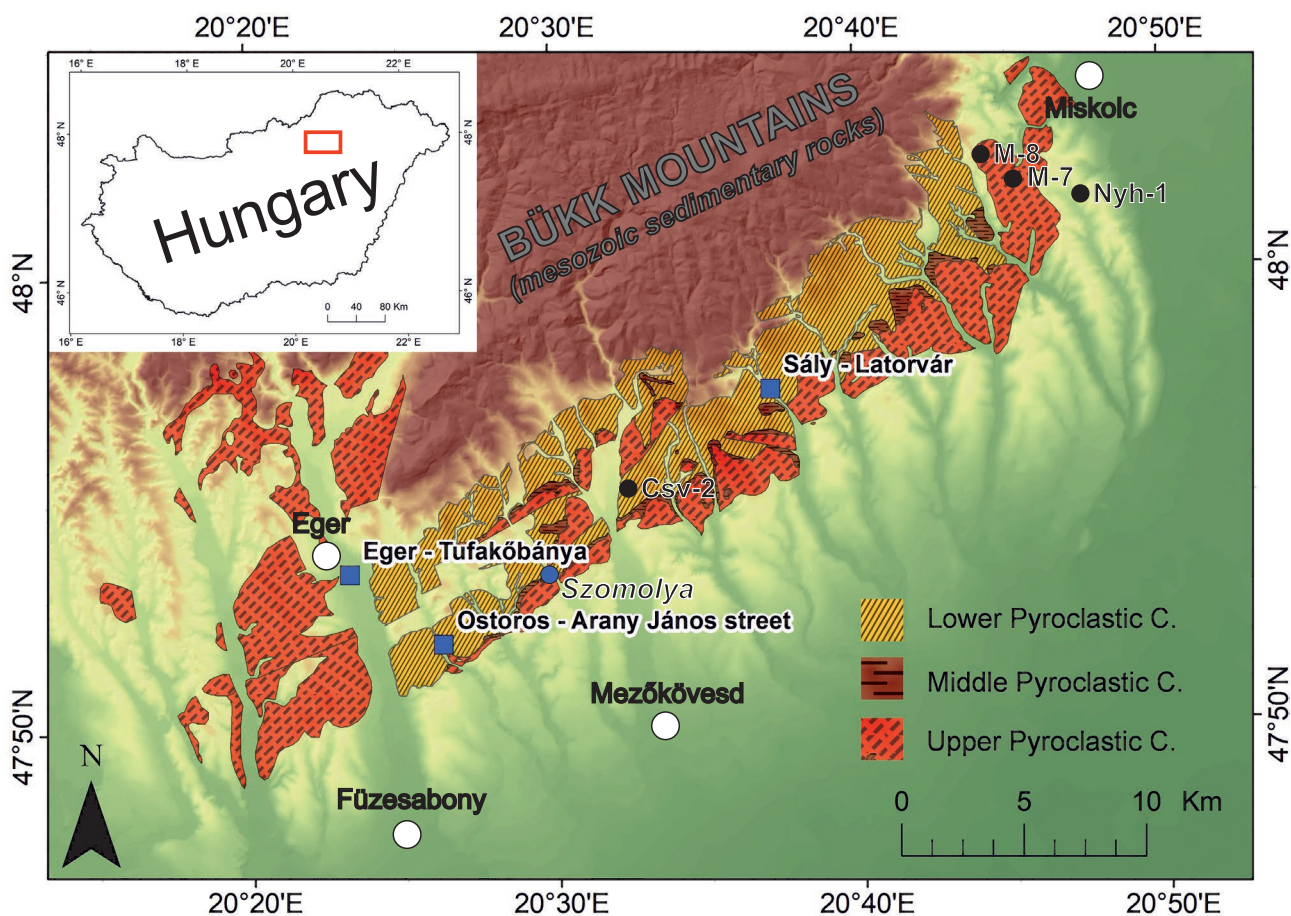 20°20'E 20°30'E 20°40'E 20°50'E
16° E 18° E 20° E 22° E
48° N
48° N
Hungary
46° N
46° N
0 40 80 Km
16° E 18° E 20° E 22° E
BÜKK MOUNTAINS
(mesozoic sedimentary rocks)
Miskolc
M-8
M-7
Nyh-1
48°N
48°N
Sály - Latorvár
Csv-2
Eger
Eger - Tufakőbánya
Szomolya
Ostoros - Arany János street
Mezőkövesd
Füzesabony
Lower Pyroclastic C.
Middle Pyroclastic C.
Upper Pyroclastic C.
47°50'N
47°50'N
N
0 5 10 Km
20°20'E 20°30'E 20°40'E 20°50'E